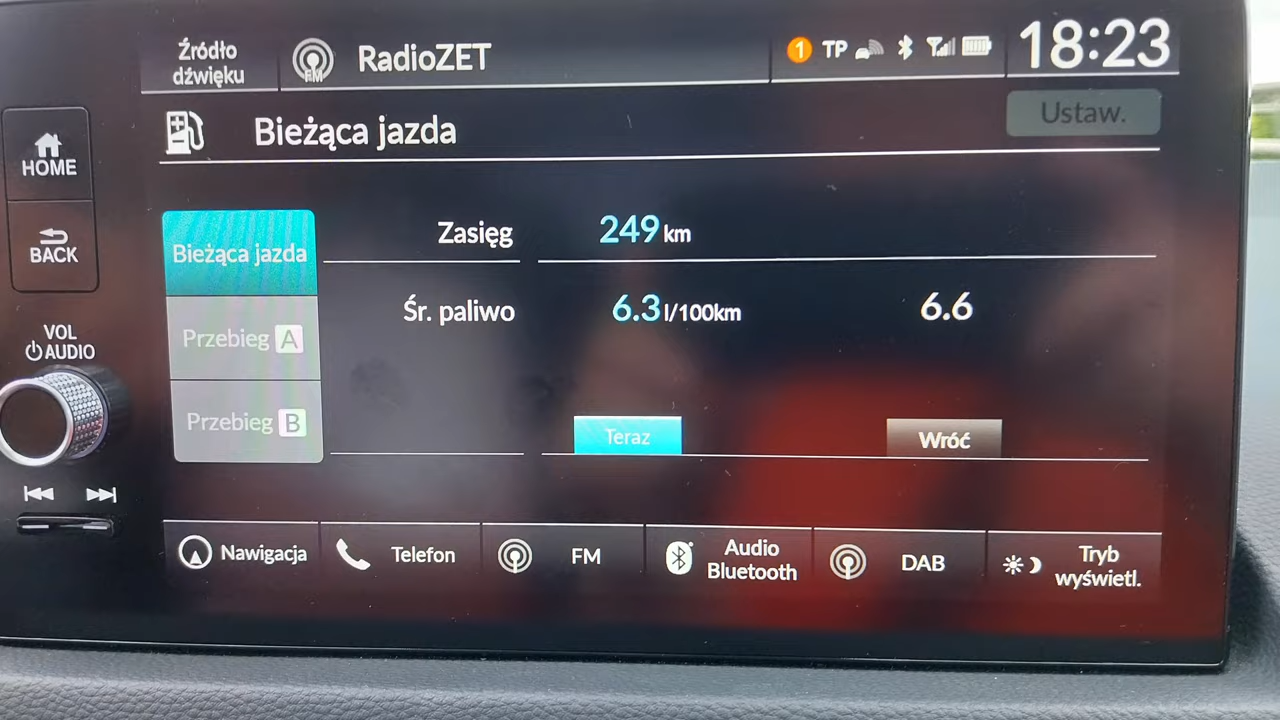 Źródło
dźwięku
FM
RadioZET
1 TP 18:23
Bieżąca jazda
Ustaw.
HOME
BACK
VOL
AUDIO
Bieżąca jazda
Przebieg A
Przebieg B
Zasięg 249 km
Śr. paliwo 6.3 l/100km 6.6
Teraz Wróć
Nawigacja
Telefon
FM
Audio
Bluetooth
DAB
Tryb
wyświetl.